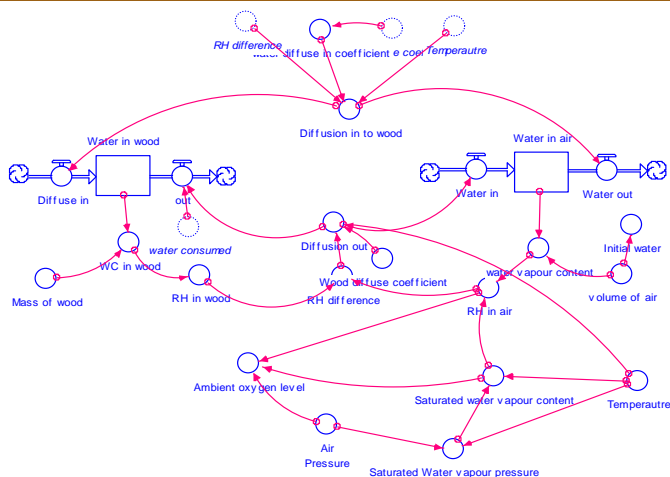 RH difference
water diffuse in coefficient
e coef
Temperautre
Diffusion in to wood
Water in wood
Diffuse in
out
Water in air
Water in
Water out
water consumed
WC in wood
Mass of wood
RH in wood
Diffusion out
Wood diffuse coefficient
RH difference
water vapour content
Initial water
volume of air
RH in air
Ambient oxygen level
Saturated water vapour content
Temperautre
Air
Pressure
Saturated Water vapour pressure